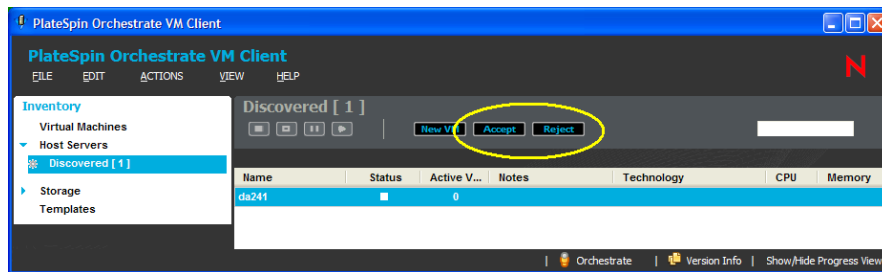 PlateSpin Orchestrate VM Client
PlateSpin Orchestrate VM Client
FILE EDIT ACTIONS VIEW HELP
N
Inventory
Virtual Machines
Host Servers
Discovered [ 1 ]
Storage
Templates
Discovered [ 1 ]
New VM Accept Reject
Name Status Active V... Notes Technology CPU Memory
da241 0
| Orchestrate | Version Info | Show/Hide Progress View